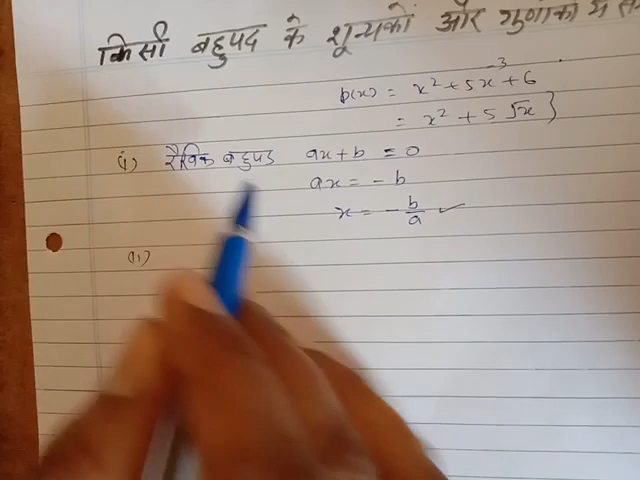 किसी बहुपद के शून्यकों और गुणांकों में
p(x) = x² + 5x⁻³ + 6
= x² + 5 √x }
(i) रैखिक बहुपद ax + b = 0
ax = - b
x = - b/a ✓
(ii)